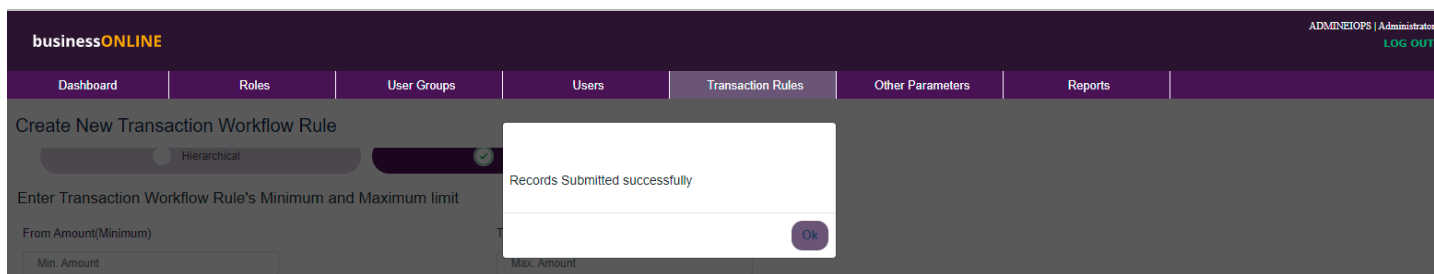 ADMINEIOPS | Administrator
businessONLINE
LOG OUT
Dashboard Roles User Groups Users Transaction Rules Other Parameters Reports
Create New Transaction Workflow Rule
Hierarchical
Records Submitted successfully
Enter Transaction Workflow Rule's Minimum and Maximum limit
From Amount(Minimum) T
Ok
Min. Amount Max. Amount